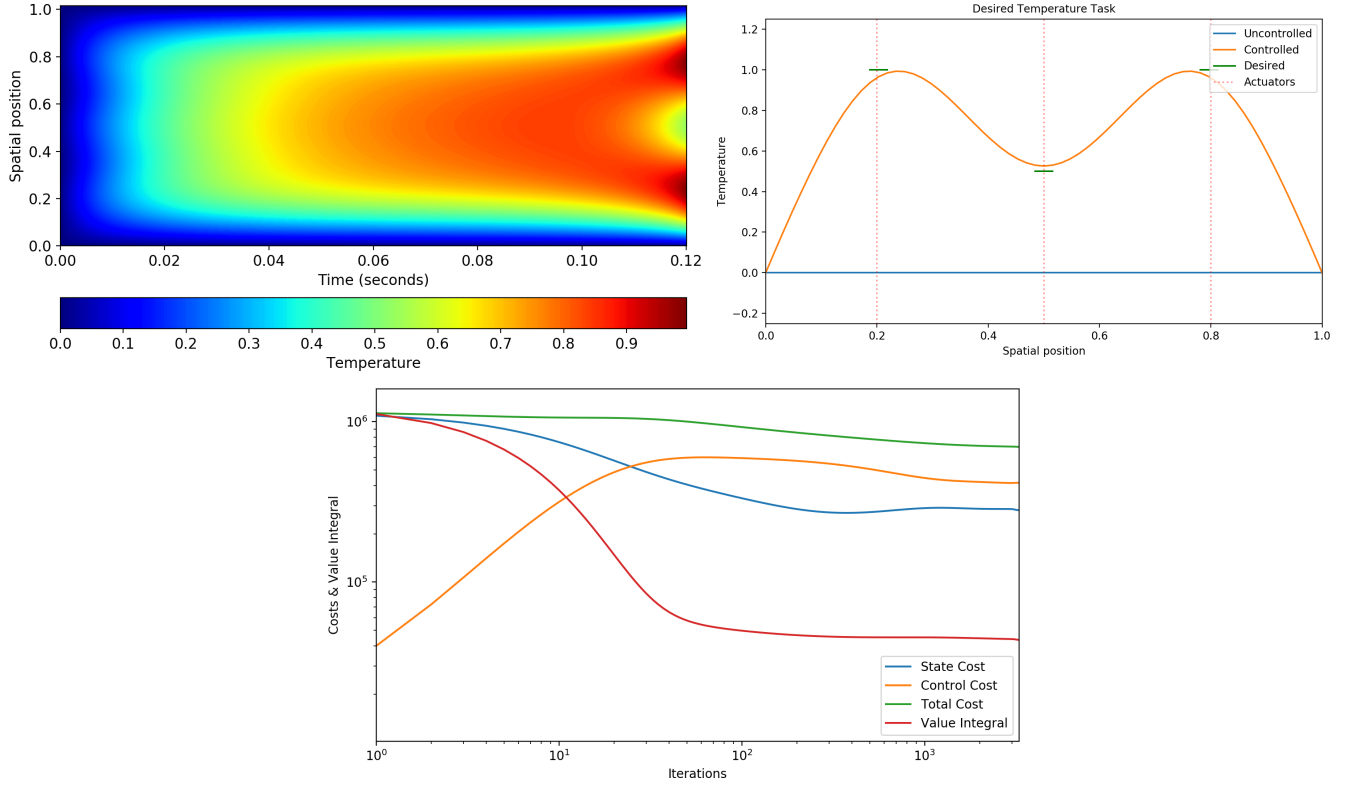 1.0
0.8
0.6
0.4
0.2
0.0
Spatial position
0.00 0.02 0.04 0.06 0.08 0.10 0.12
Time (seconds)
0.0 0.1 0.2 0.3 0.4 0.5 0.6 0.7 0.8 0.9
Temperature
Desired Temperature Task
1.2
1.0
0.8
0.6
0.4
0.2
0.0
−0.2
Temperature
Uncontrolled
Controlled
Desired
Actuators
0.0 0.2 0.4 0.6 0.8 1.0
Spatial position
10⁶
10⁵
Costs & Value Integral
State Cost
Control Cost
Total Cost
Value Integral
10⁰ 10¹ 10² 10³
Iterations